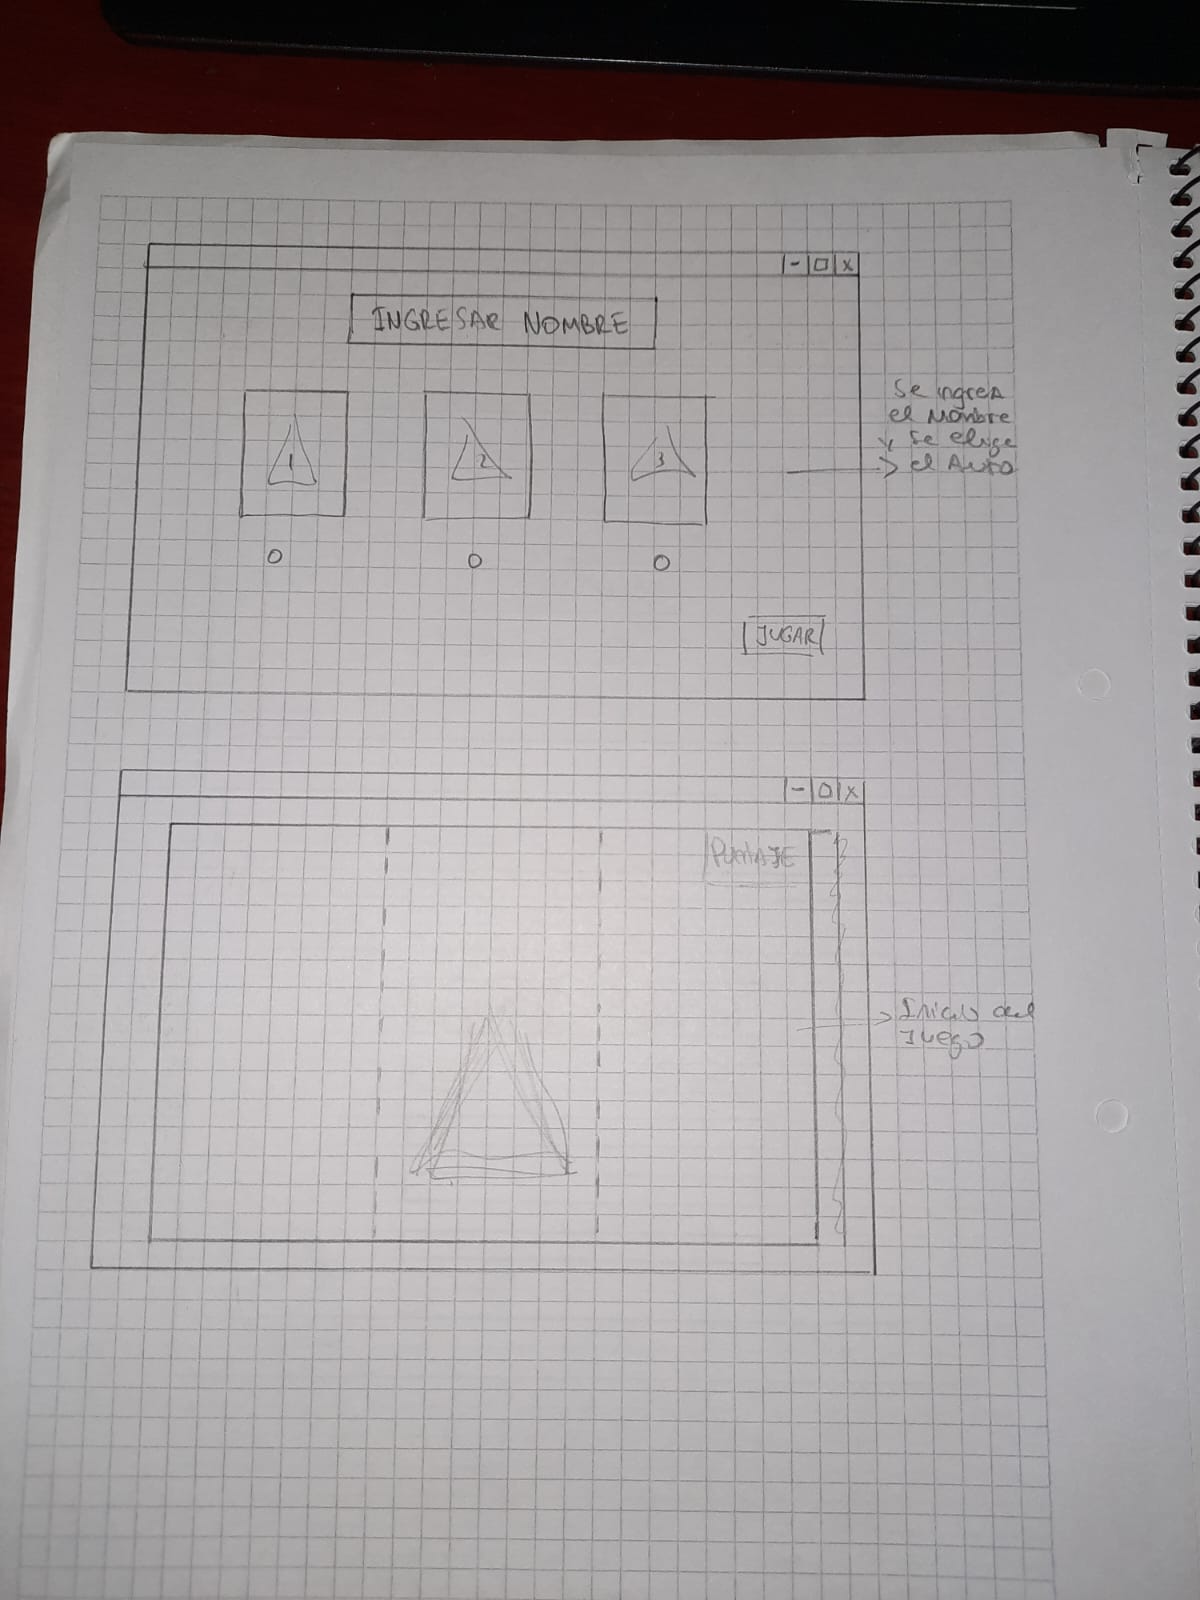 - □ x
INGRESAR NOMBRE
1 2 3
Se ingresa
el Nombre
y se elige
el Auto
JUGAR
- □ x
PUNTAJE
Inicio del
Juego